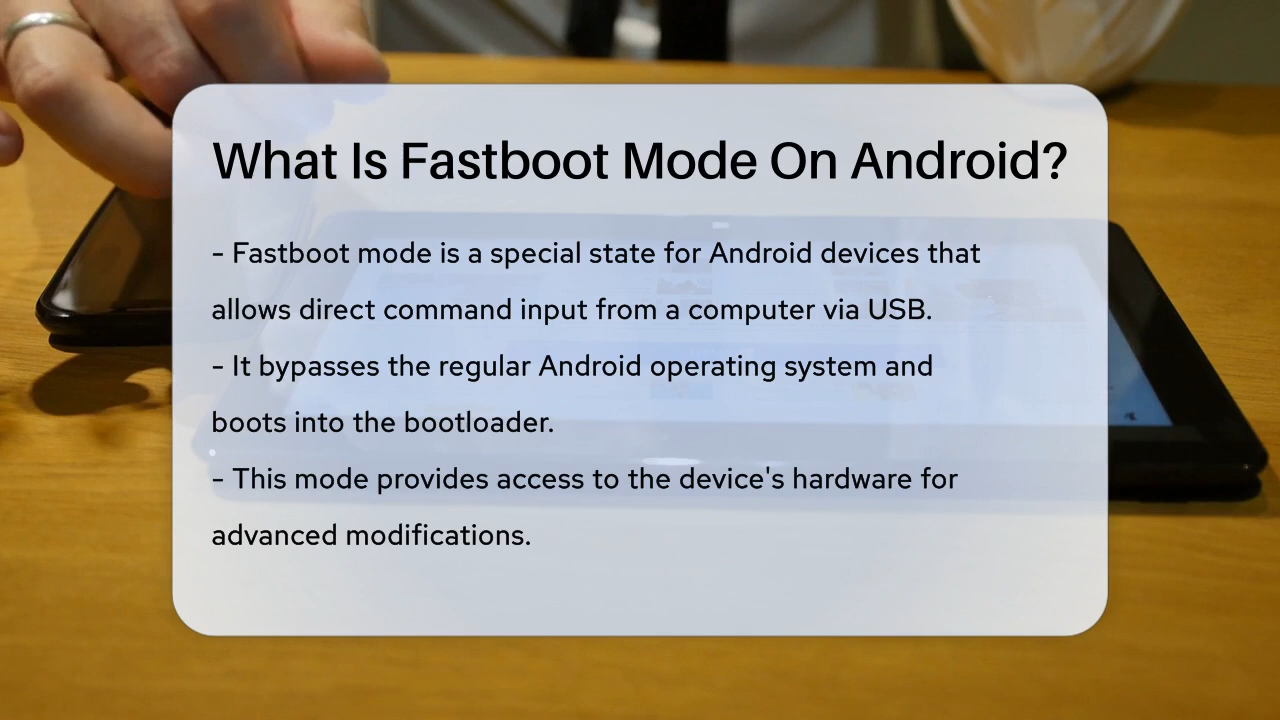 What Is Fastboot Mode On Android?
- Fastboot mode is a special state for Android devices that
allows direct command input from a computer via USB.
- It bypasses the regular Android operating system and
boots into the bootloader.
- This mode provides access to the device's hardware for
advanced modifications.